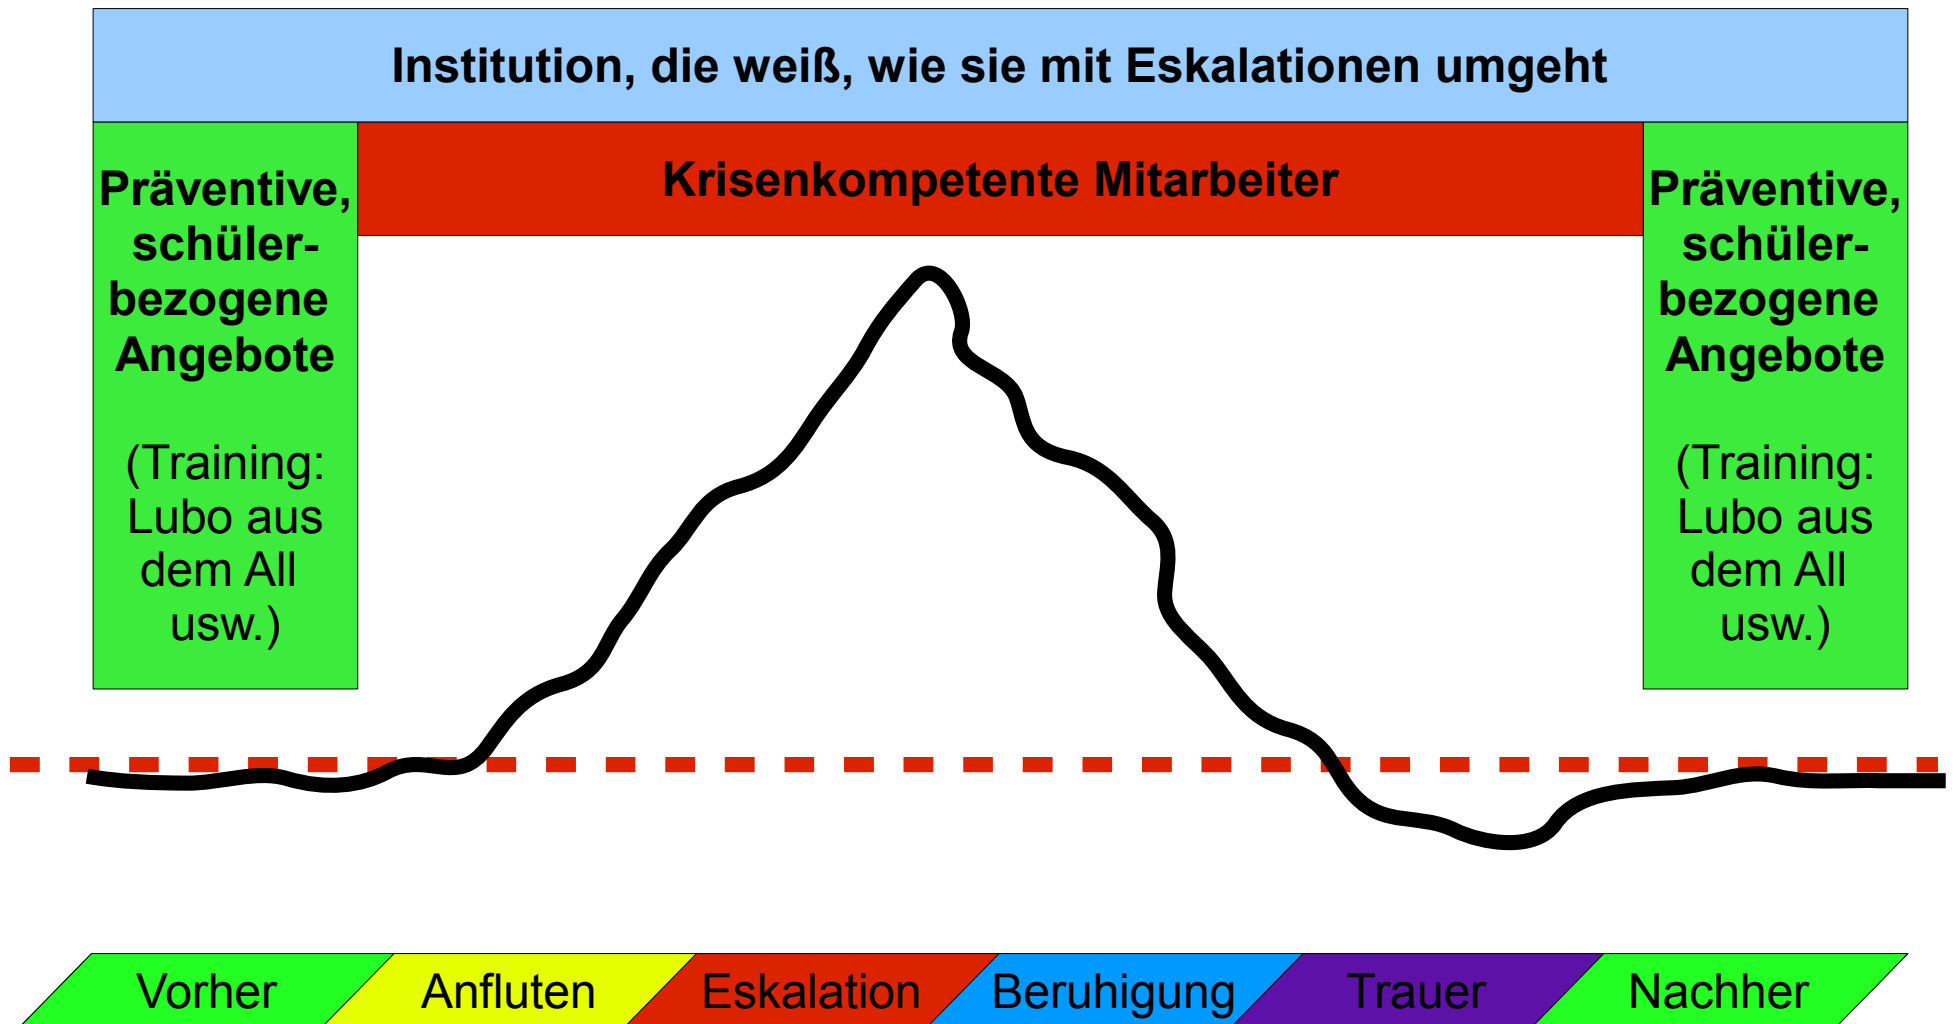 Institution, die weiß, wie sie mit Eskalationen umgeht
Präventive,
schüler-
bezogene
Angebote
(Training:
Lubo aus
dem All
usw.)
Krisenkompetente Mitarbeiter
Präventive,
schüler-
bezogene
Angebote
(Training:
Lubo aus
dem All
usw.)
Vorher
Anfluten
Eskalation
Beruhigung
Trauer
Nachher